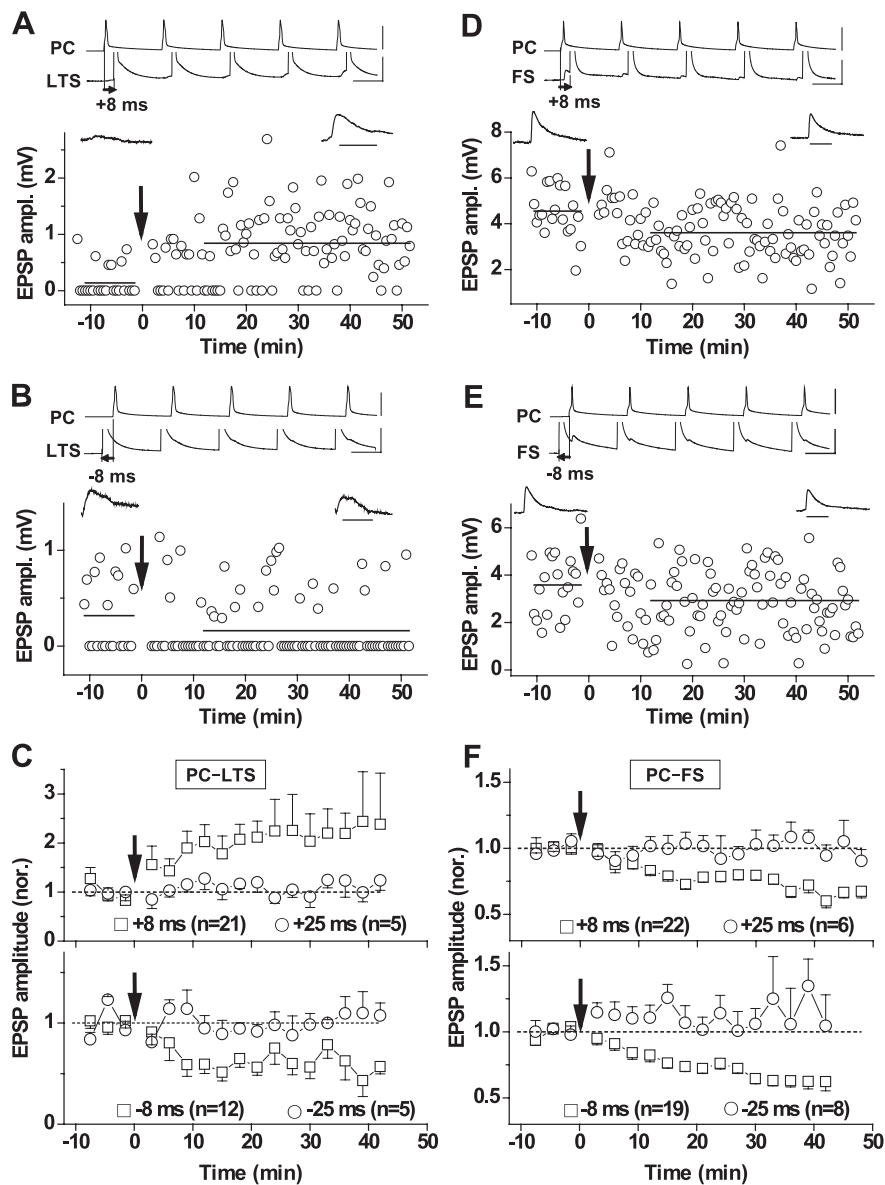 A
PC
LTS
+8 ms
EPSP ampl. (mV)
3
2
1
0
-10 0 10 20 30 40 50
Time (min)
B
PC
LTS
-8 ms
EPSP ampl. (mV)
1
0
-10 0 10 20 30 40 50
Time (min)
C
PC-LTS
EPSP amplitude (nor.)
3
2
1
0
+8 ms (n=21)
+25 ms (n=5)
1
0
-8 ms (n=12)
-25 ms (n=5)
-10 0 10 20 30 40 50
Time (min)
D
PC
FS
+8 ms
EPSP ampl. (mV)
8
6
4
2
-10 0 10 20 30 40 50
Time (min)
E
PC
FS
-8 ms
EPSP ampl. (mV)
6
4
2
0
-10 0 10 20 30 40 50
Time (min)
F
PC-FS
EPSP amplitude (nor.)
1.5
1.0
0.5
+8 ms (n=22)
+25 ms (n=6)
1.5
1.0
0.5
-8 ms (n=19)
-25 ms (n=8)
-10 0 10 20 30 40 50
Time (min)